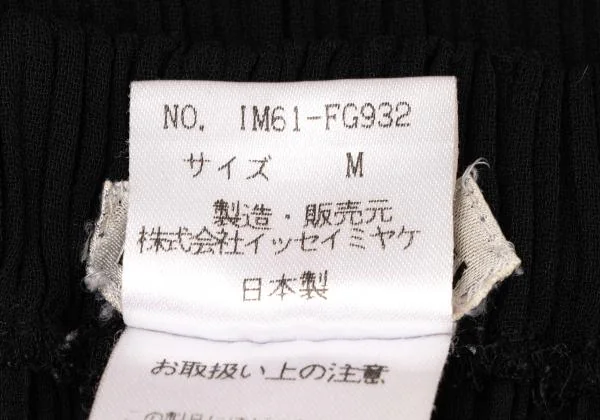 NO. IM61-FG932
サイズ M
製造・販売元
株式会社イッセイミヤケ
日本製
お取扱い上の注意